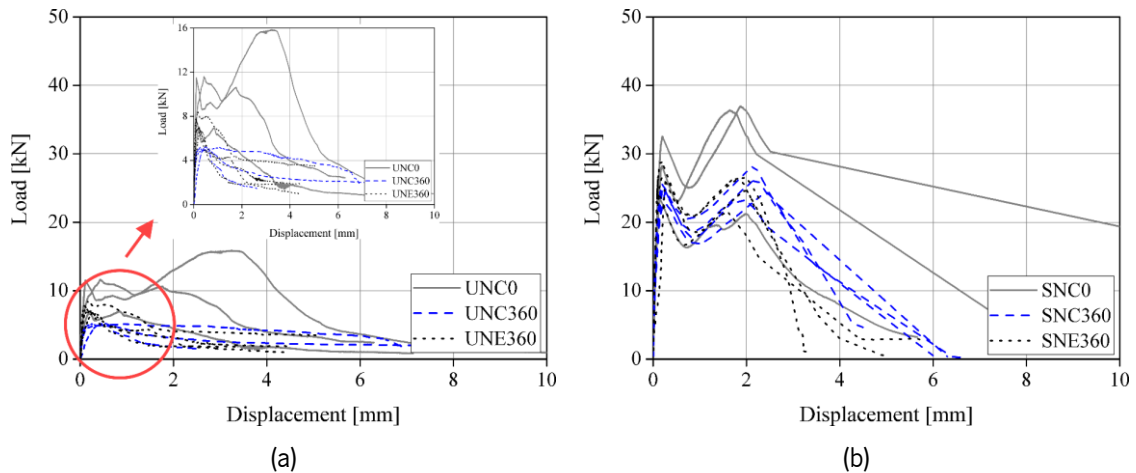 50
40
30
20
10
0
Load [kN]
0 2 4 6 8 10
Displacement [mm]
16
12
8
4
0
Load [kN]
0 2 4 6 8 10
Displacement [mm]
UNC0
UNC360
UNE360
UNC0
UNC360
UNE360
(a)
50
40
30
20
10
0
Load [kN]
0 2 4 6 8 10
Displacement [mm]
SNC0
SNC360
SNE360
(b)